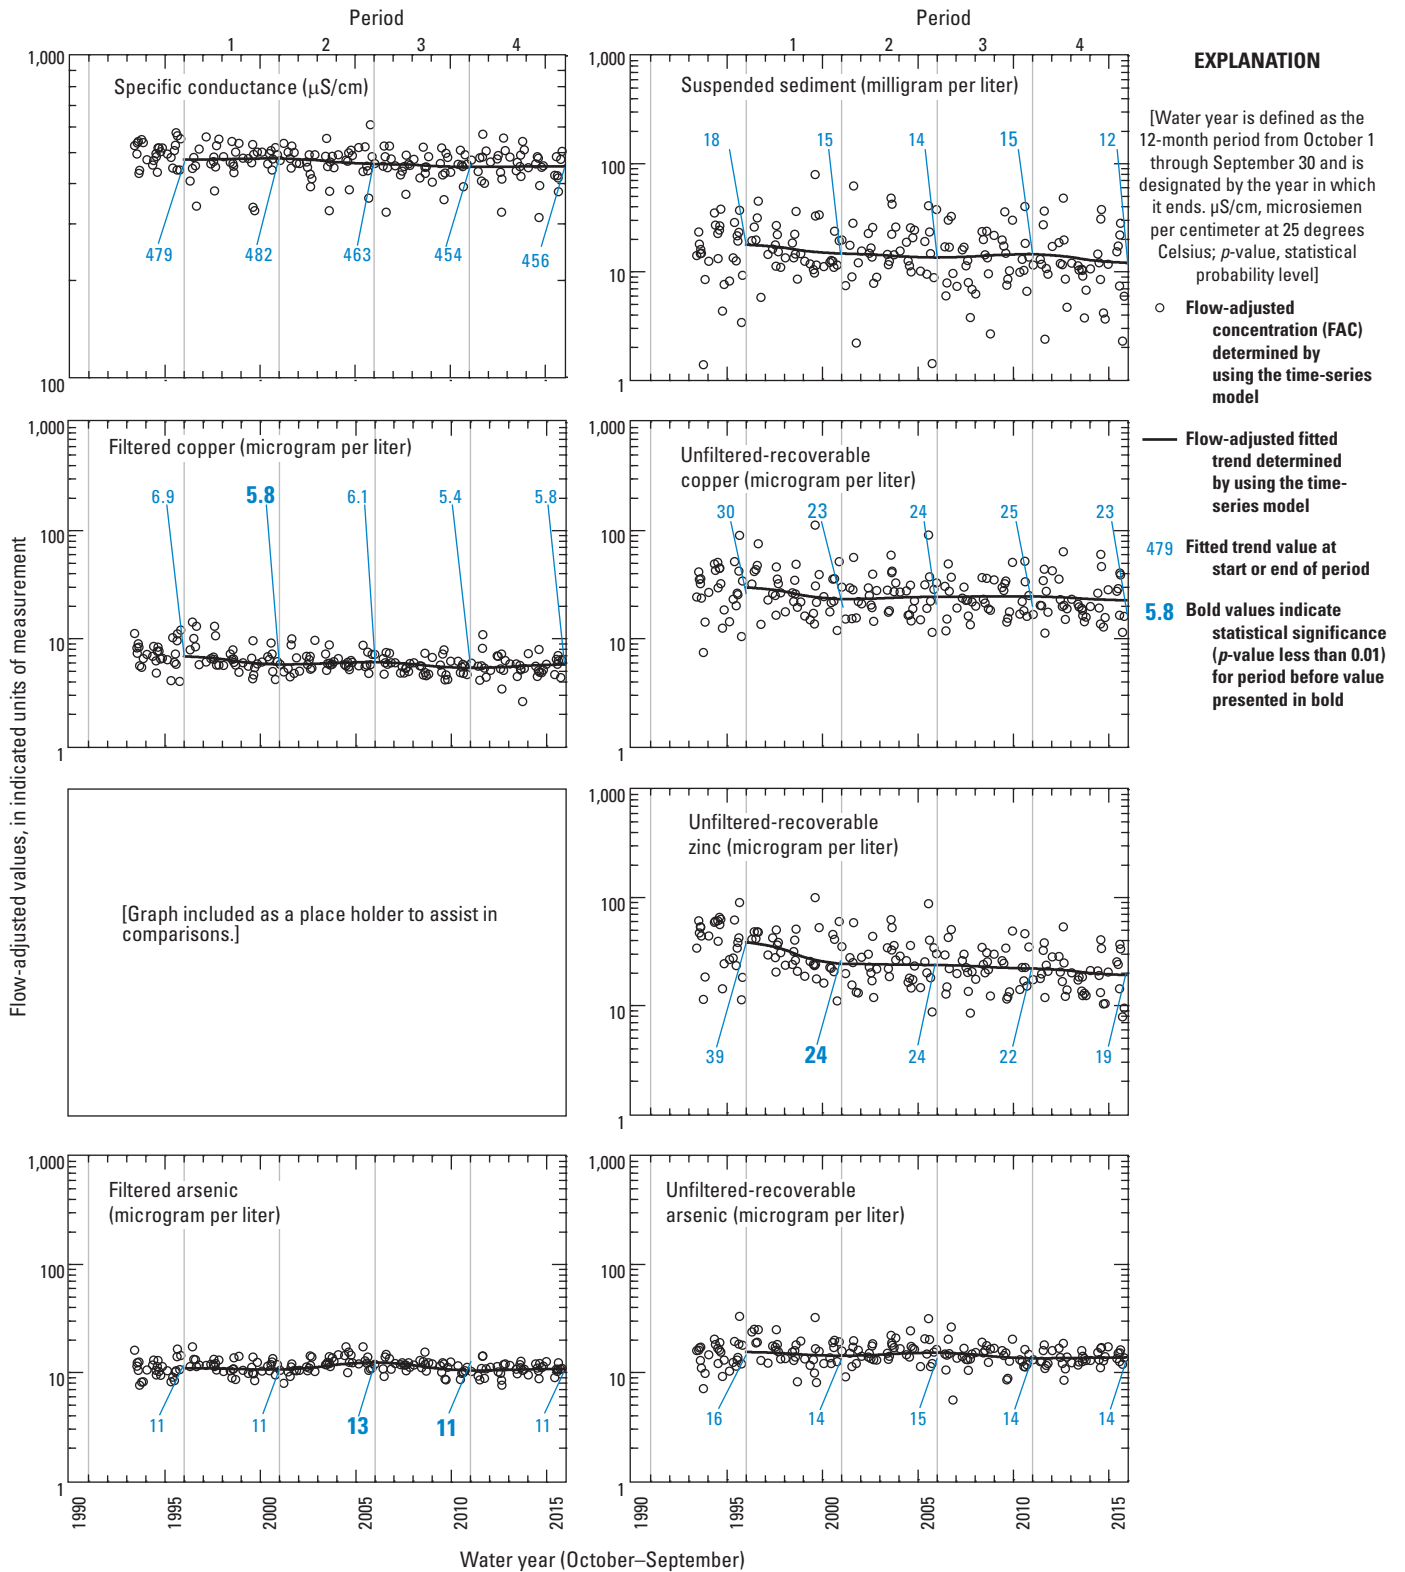 Period
1 2 3 4
Period
1 2 3 4
Flow-adjusted values, in indicated units of measurement
1,000
100
Specific conductance (µS/cm)
479 482 463 454 456
1,000
100
10
1
Suspended sediment (milligram per liter)
18 15 14 15 12
1,000
100
10
1
Filtered copper (microgram per liter)
6.9 5.8 6.1 5.4 5.8
1,000
100
10
1
Unfiltered-recoverable
copper (microgram per liter)
30 23 24 25 23
[Graph included as a place holder to assist in
comparisons.]
1,000
100
10
1
Unfiltered-recoverable
zinc (microgram per liter)
39 24 24 22 19
1,000
100
10
1
Filtered arsenic
(microgram per liter)
11 11 13 11 11
1990 1995 2000 2005 2010 2015
1,000
100
10
1
Unfiltered-recoverable
arsenic (microgram per liter)
16 14 15 14 14
1990 1995 2000 2005 2010 2015
Water year (October–September)
EXPLANATION
[Water year is defined as the
12-month period from October 1
through September 30 and is
designated by the year in which
it ends. µS/cm, microsiemen
per centimeter at 25 degrees
Celsius; p-value, statistical
probability level]
Flow-adjusted
concentration (FAC)
determined by
using the time-series
model
Flow-adjusted fitted
trend determined
by using the time-
series model
479 Fitted trend value at
start or end of period
5.8 Bold values indicate
statistical significance
(p-value less than 0.01)
for period before value
presented in bold